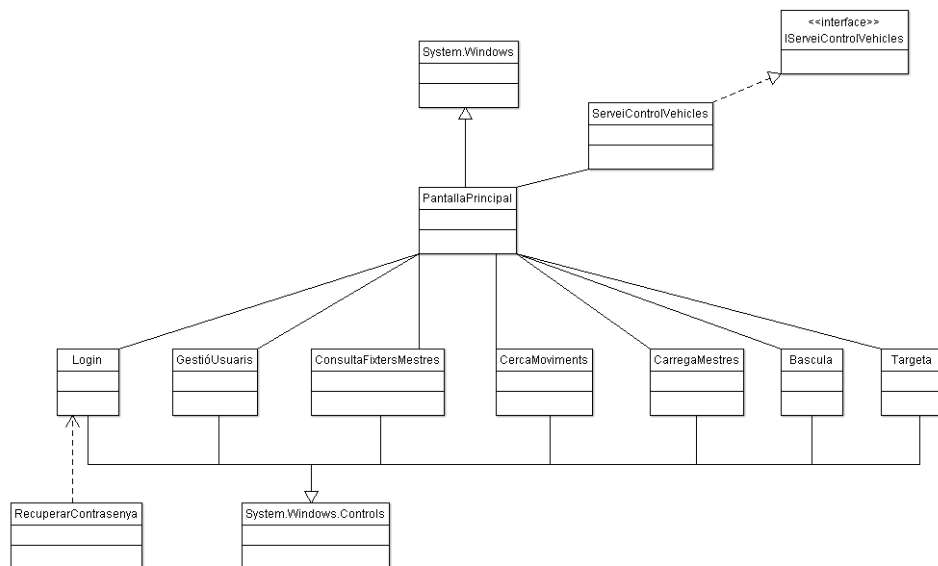 <<interface>>
IServeiControlVehicles
System.Windows
ServeiControlVehicles
PantallaPrincipal
Login
GestióUsuaris
ConsultaFixtersMestres
CercaMoviments
CarregaMestres
Bascula
Targeta
RecuperarContrasenya
System.Windows.Controls